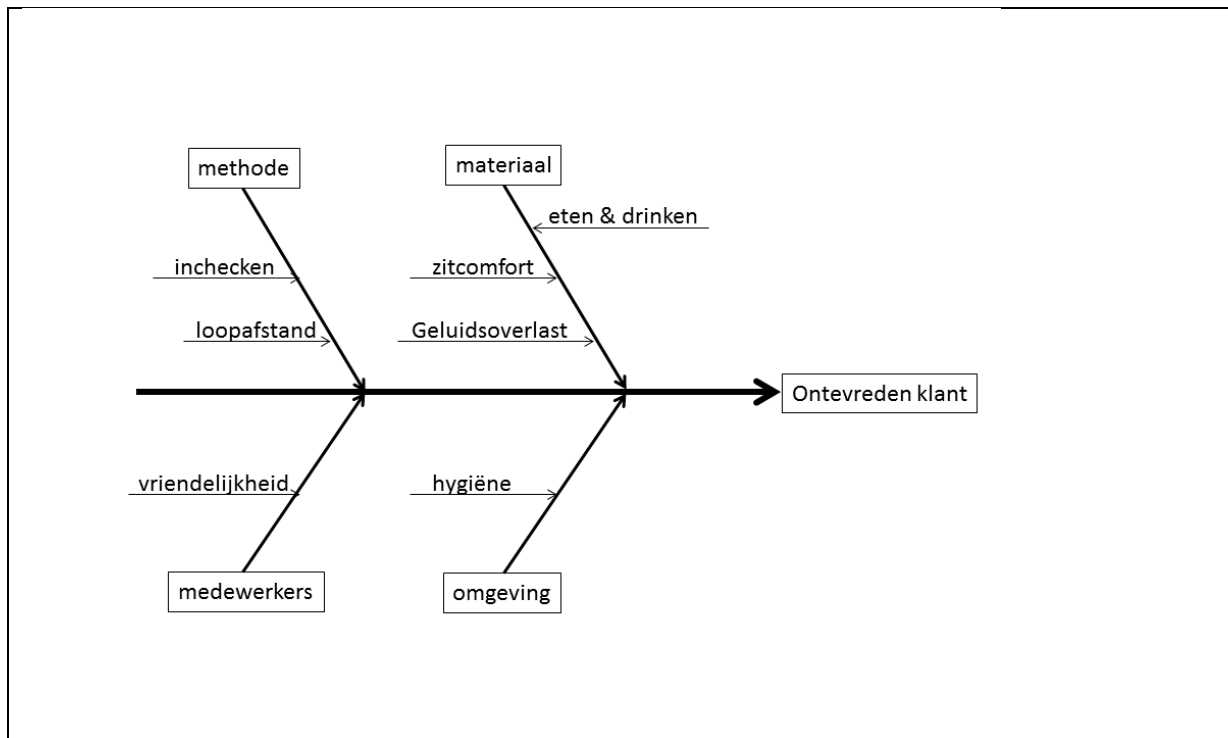 methode
materiaal
eten & drinken
inchecken
zitcomfort
loopafstand
Geluidsoverlast
Ontevreden klant
vriendelijkheid
hygiëne
medewerkers
omgeving